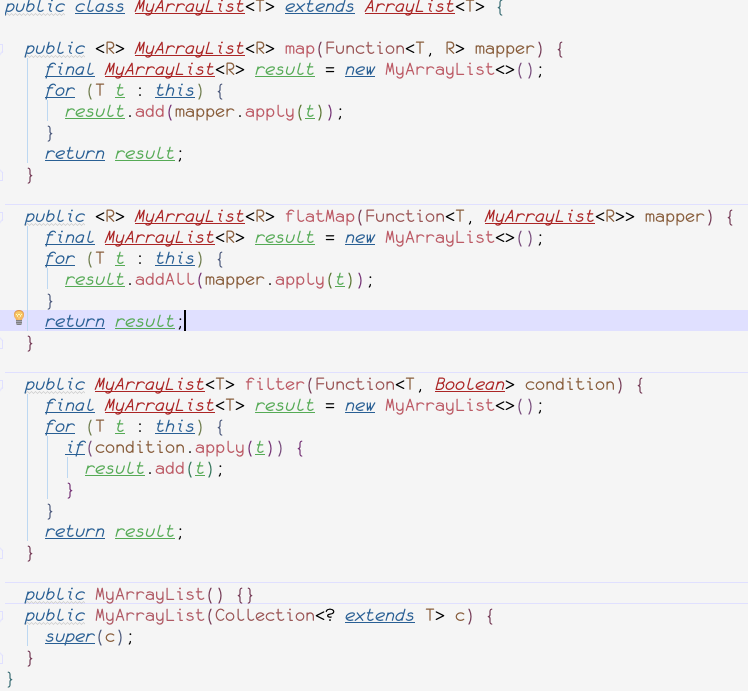 public class MyArrayList<T> extends ArrayList<T> {
public <R> MyArrayList<R> map(Function<T, R> mapper) {
final MyArrayList<R> result = new MyArrayList<>();
for (T t : this) {
result.add(mapper.apply(t));
}
return result;
}
public <R> MyArrayList<R> flatMap(Function<T, MyArrayList<R>> mapper) {
final MyArrayList<R> result = new MyArrayList<>();
for (T t : this) {
result.addAll(mapper.apply(t));
}
return result;
}
public MyArrayList<T> filter(Function<T, Boolean> condition) {
final MyArrayList<T> result = new MyArrayList<>();
for (T t : this) {
if(condition.apply(t)) {
result.add(t);
}
}
return result;
}
public MyArrayList() {}
public MyArrayList(Collection<? extends T> c) {
super(c);
}
}